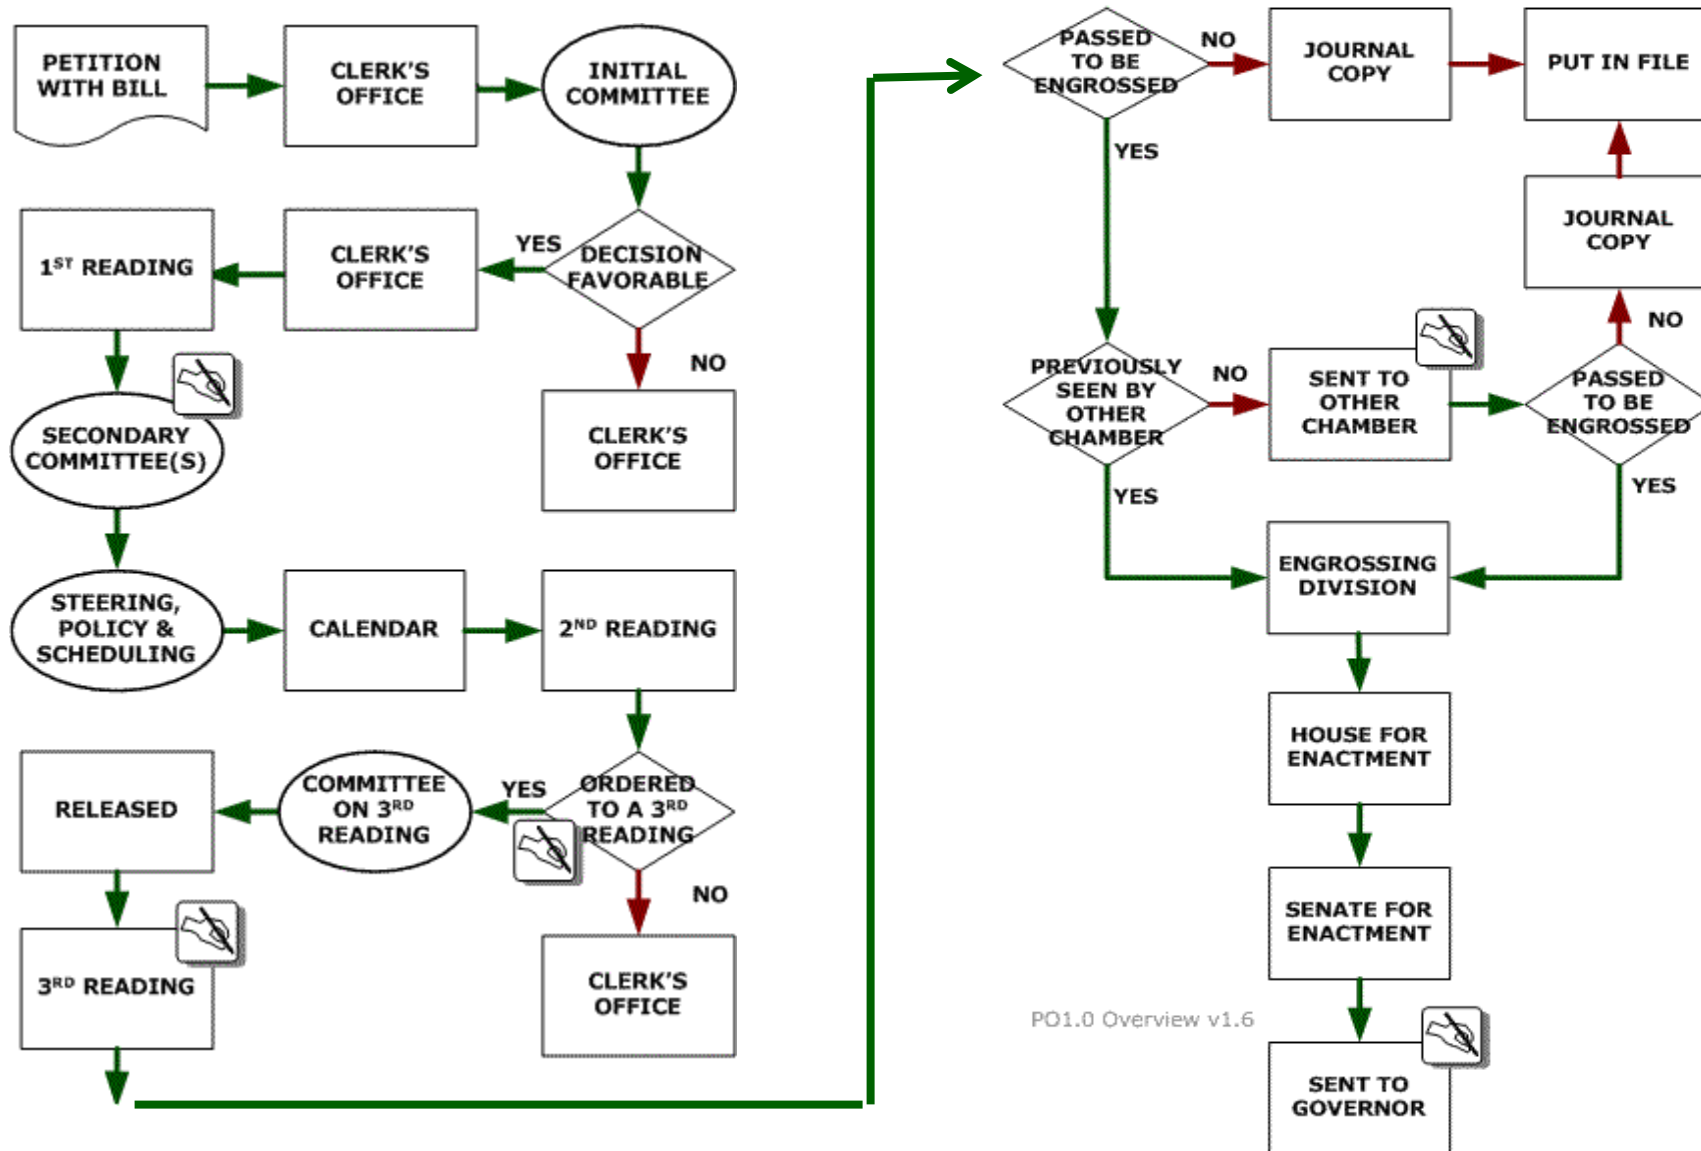 PETITION
WITH BILL
CLERK'S
OFFICE
INITIAL
COMMITTEE
1ST READING
CLERK'S
OFFICE
YES
DECISION
FAVORABLE
NO
CLERK'S
OFFICE
SECONDARY
COMMITTEE(S)
STEERING,
POLICY &
SCHEDULING
CALENDAR
2ND READING
RELEASED
COMMITTEE
ON 3RD
READING
YES
ORDERED
TO A 3RD
READING
NO
CLERK'S
OFFICE
3RD READING
PASSED
TO BE
ENGROSSED
NO
JOURNAL
COPY
PUT IN FILE
YES
JOURNAL
COPY
NO
PREVIOUSLY
SEEN BY
OTHER
CHAMBER
NO
SENT TO
OTHER
CHAMBER
PASSED
TO BE
ENGROSSED
YES
YES
ENGROSSING
DIVISION
HOUSE FOR
ENACTMENT
SENATE FOR
ENACTMENT
PO1.0 Overview v1.6
SENT TO
GOVERNOR